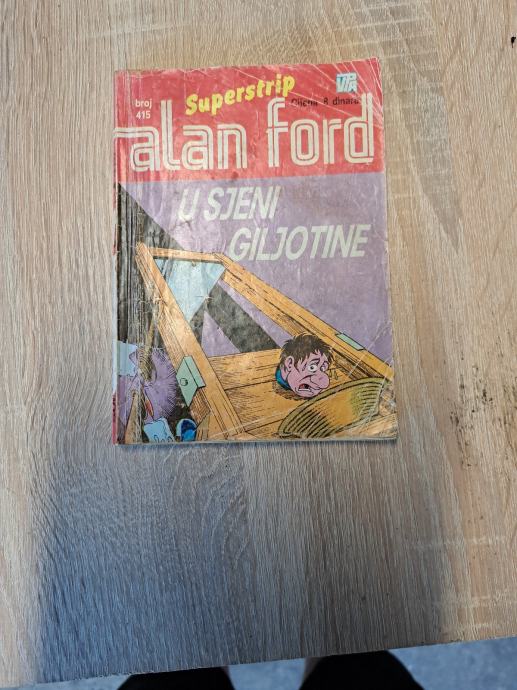 broj
415
Superstrip
Cijena 8 dinara
alan ford
U SJENI
GILJOTINE